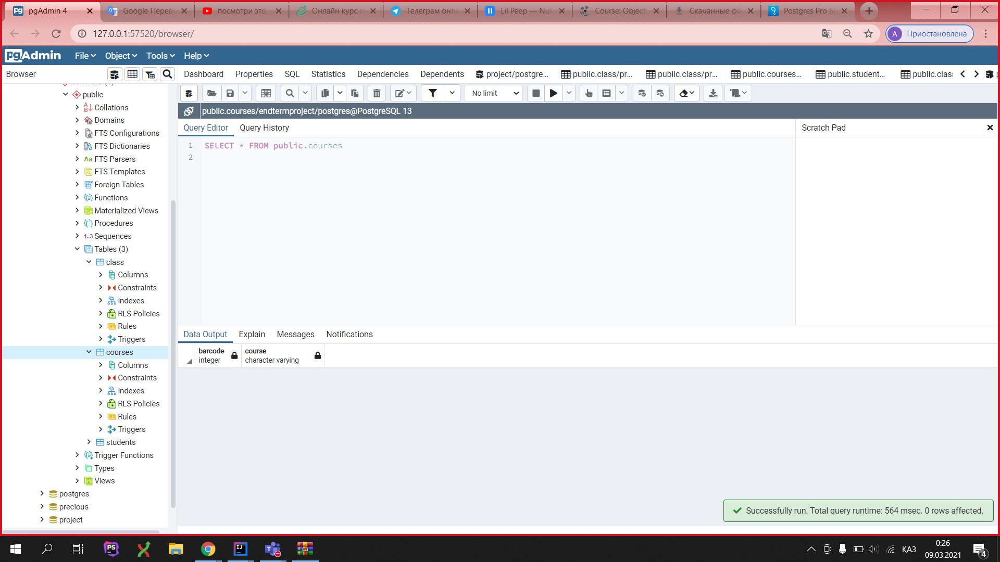 pgAdmin 4
Google Перев
посмотри это.
Онлайн курс п
Телеграм онла
Lil Peep — Nut
Course: Object
Скачанные фа
Postgres Pro S
127.0.0.1:57520/browser/
A Приостановлена
pgAdmin File Object Tools Help
Browser
Dashboard Properties SQL Statistics Dependencies Dependents project/postgre... public.class/pr... public.class/pr... public.courses... public.student... public.clas
No limit
public.courses/endtermproject/postgres@PostgreSQL 13
Query Editor Query History
Scratch Pad
1 SELECT * FROM public.courses
2
public
Collations
Domains
FTS Configurations
FTS Dictionaries
Aa FTS Parsers
FTS Templates
Foreign Tables
Functions
Materialized Views
Procedures
1..3 Sequences
Tables (3)
class
Columns
Constraints
Indexes
RLS Policies
Rules
Triggers
courses
Columns
Constraints
Indexes
RLS Policies
Rules
Triggers
students
Trigger Functions
Types
Views
postgres
precious
project
Data Output Explain Messages Notifications
barcode
integer
course
character varying
Successfully run. Total query runtime: 564 msec. 0 rows affected.
ҚАЗ
0:26
09.03.2021
4